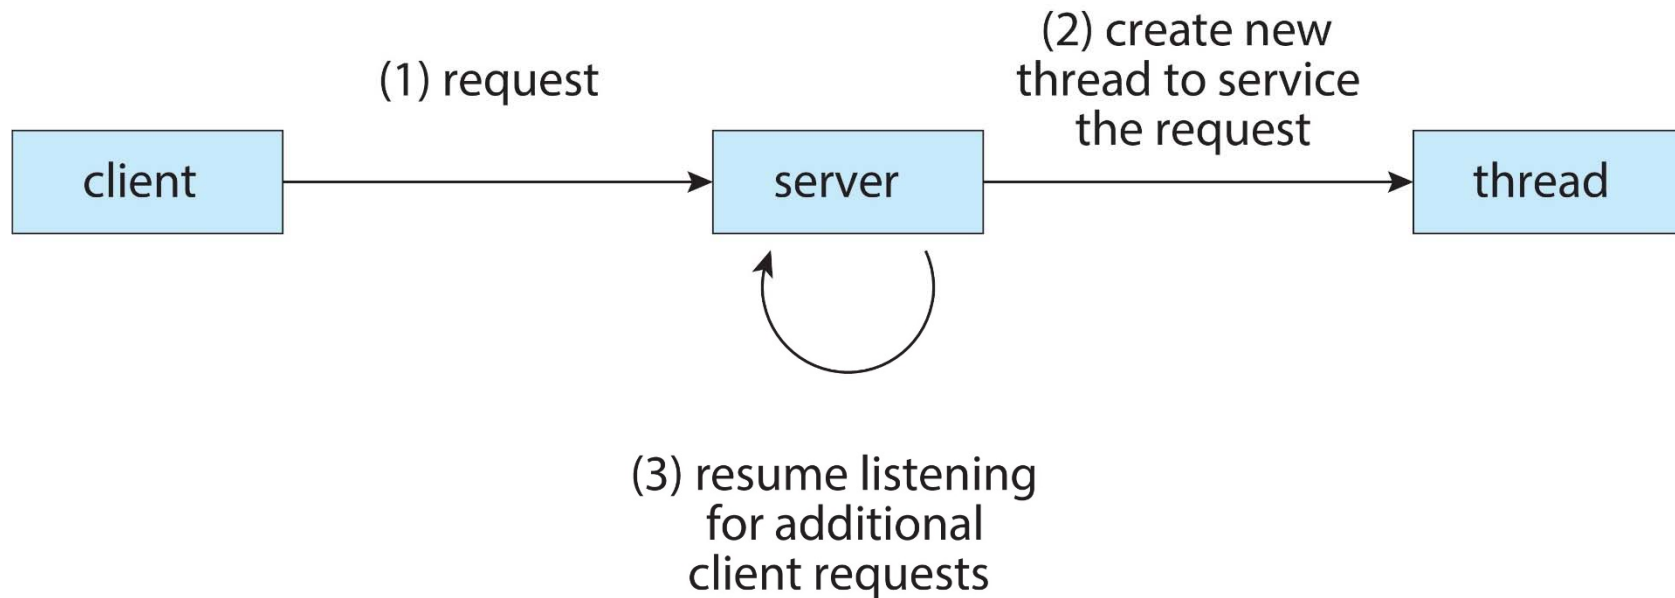 (1) request
(2) create new
thread to service
the request
client
server
thread
(3) resume listening
for additional
client requests